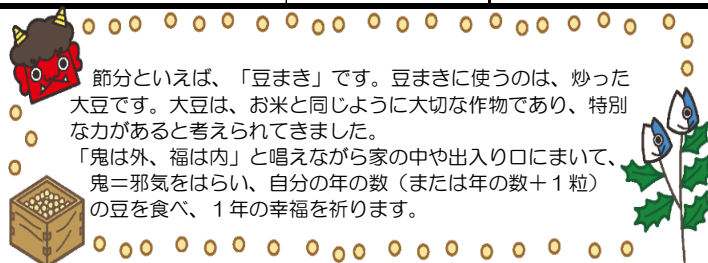 節分といえば、「豆まき」です。豆まきに使うのは、炒った
大豆です。大豆は、お米と同じように大切な作物であり、特別
な力があると考えられてきました。
「鬼は外、福は内」と唱えながら家の中や出入り口にまいて、
鬼＝邪気をはらい、自分の年の数（または年の数＋１粒）
の豆を食べ、１年の幸福を祈ります。